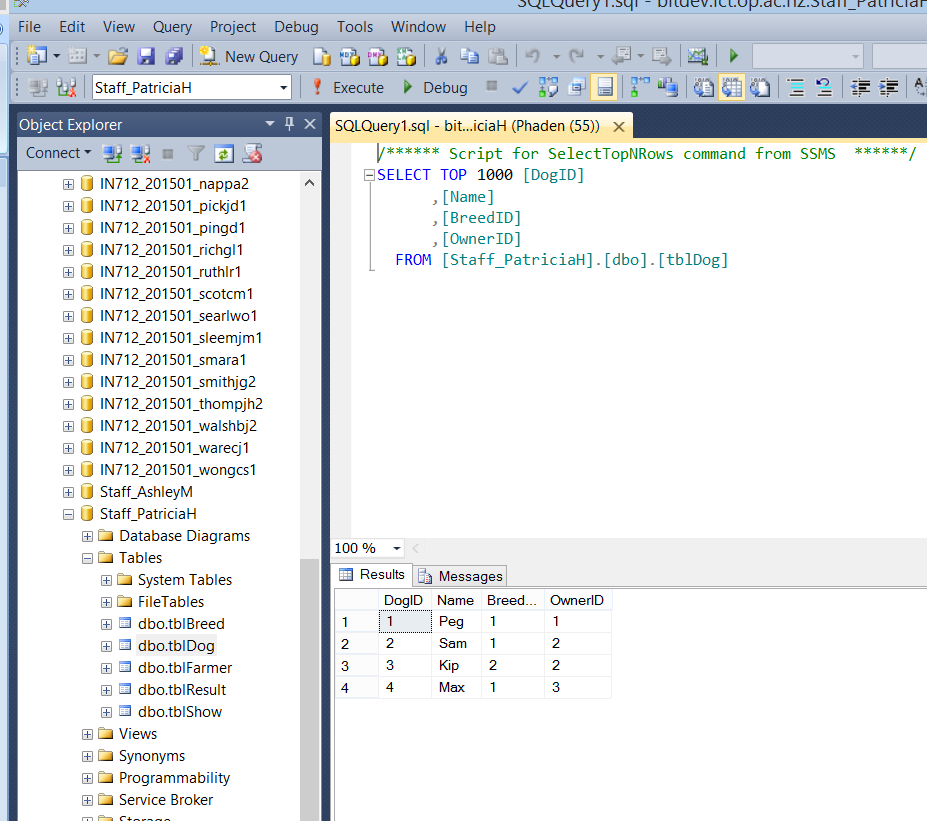 SQLQuery1.sql - bitdev.ict.op.ac.nz.Staff_PatriciaH
File Edit View Query Project Debug Tools Window Help
New Query
Staff_PatriciaH Execute Debug
Object Explorer
Connect
IN712_201501_nappa2
IN712_201501_pickjd1
IN712_201501_pingd1
IN712_201501_richgl1
IN712_201501_ruthlr1
IN712_201501_scotcm1
IN712_201501_searlwo1
IN712_201501_sleemjm1
IN712_201501_smara1
IN712_201501_smithjg2
IN712_201501_thompjh2
IN712_201501_walshbj2
IN712_201501_warecj1
IN712_201501_wongcs1
Staff_AshleyM
Staff_PatriciaH
Database Diagrams
Tables
System Tables
FileTables
dbo.tblBreed
dbo.tblDog
dbo.tblFarmer
dbo.tblResult
dbo.tblShow
Views
Synonyms
Programmability
Service Broker
Storage
SQLQuery1.sql - bit...iciaH (Phaden (55))
/****** Script for SelectTopNRows command from SSMS ******/
SELECT TOP 1000 [DogID]
,[Name]
,[BreedID]
,[OwnerID]
FROM [Staff_PatriciaH].[dbo].[tblDog]
100 %
Results Messages
DogID Name Breed... OwnerID
1 1 Peg 1 1
2 2 Sam 1 2
3 3 Kip 2 2
4 4 Max 1 3